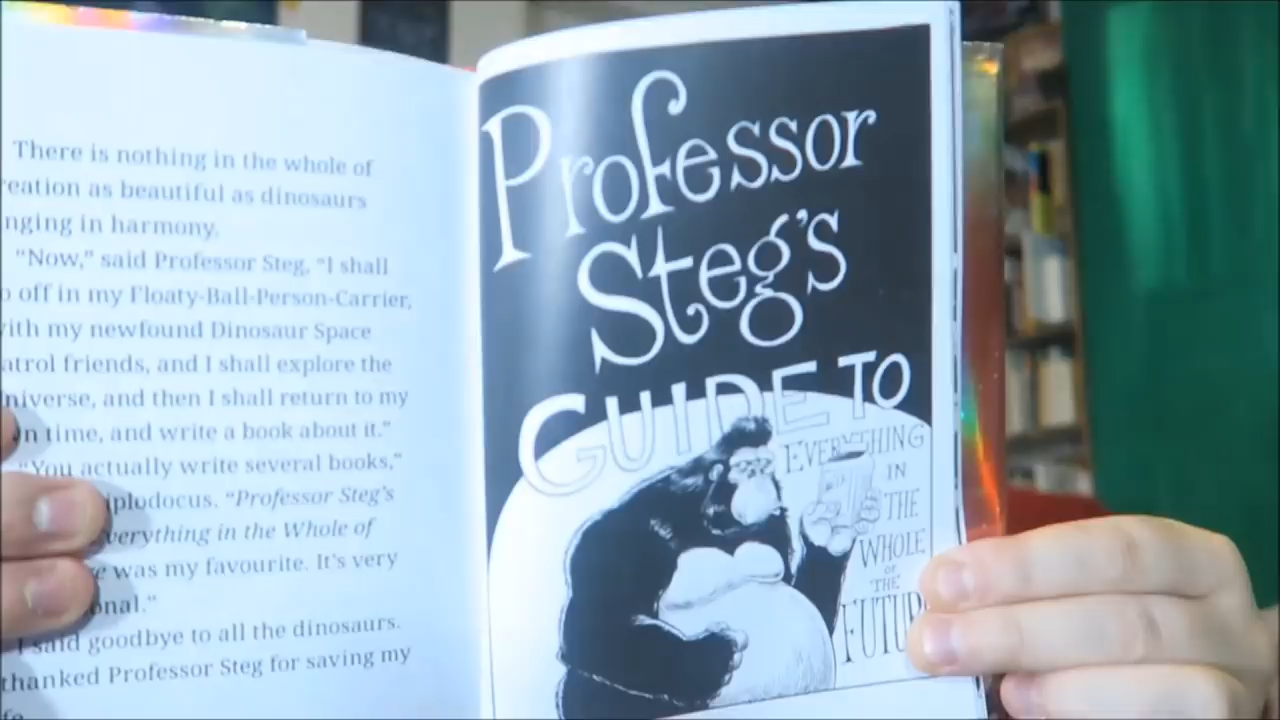 There is nothing in the whole of
eation as beautiful as dinosaurs
nging in harmony.
"Now," said Professor Steg, "I shall
o off in my Floaty-Ball-Person-Carrier,
ith my newfound Dinosaur Space
atrol friends, and I shall explore the
niverse, and then I shall return to my
n time, and write a book about it."
"You actually write several books,"
iplodocus. "Professor Steg's
verything in the Whole of
e was my favourite. It's very
onal."
I said goodbye to all the dinosaurs.
thanked Professor Steg for saving my
fe.
Professor
Steg's
GUIDE TO
EVERYTHING
IN
THE
WHOLE
OF
THE
FUTUR